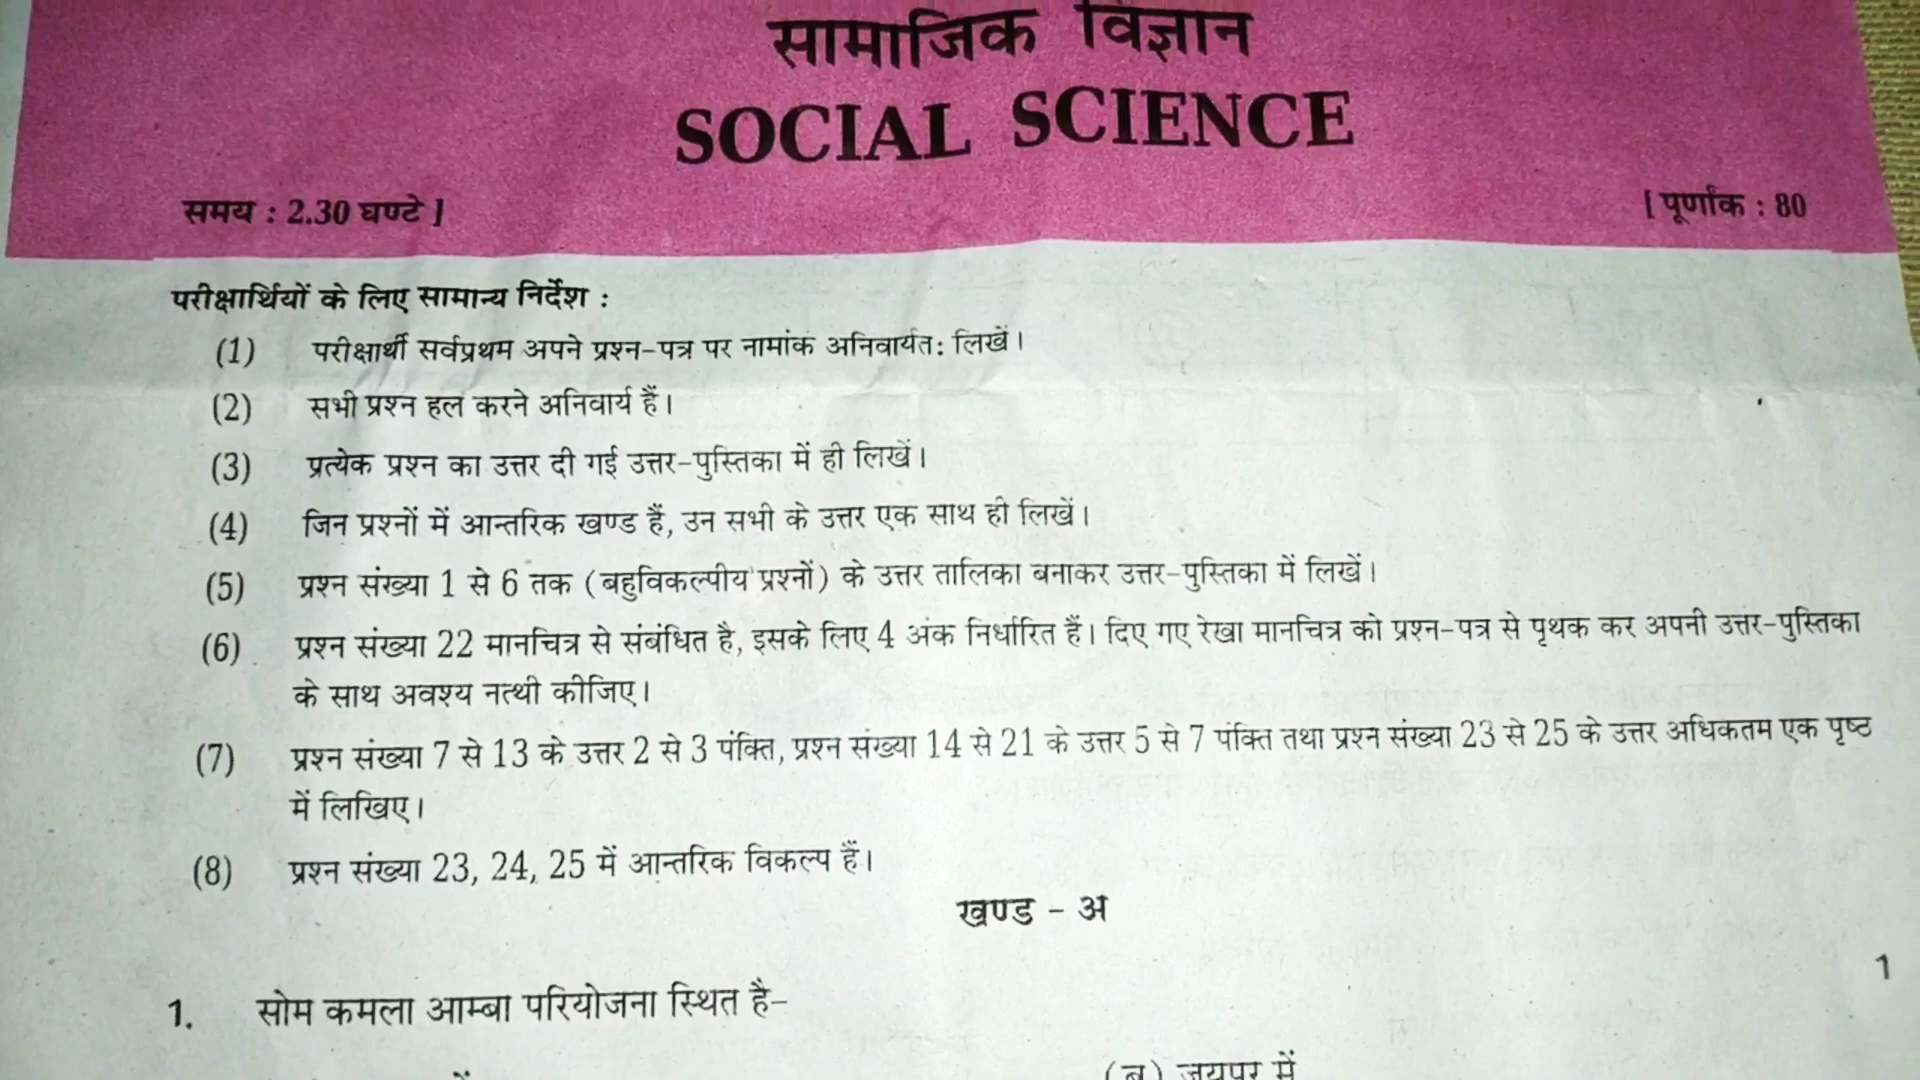 सामाजिक विज्ञान
SOCIAL SCIENCE
समय : 2.30 घण्टे ]
[ पूर्णांक : 80
परीक्षार्थियों के लिए सामान्य निर्देश :
(1) परीक्षार्थी सर्वप्रथम अपने प्रश्न-पत्र पर नामांक अनिवार्यत: लिखें।
(2) सभी प्रश्न हल करने अनिवार्य हैं।
(3) प्रत्येक प्रश्न का उत्तर दी गई उत्तर-पुस्तिका में ही लिखें।
(4) जिन प्रश्नों में आन्तरिक खण्ड हैं, उन सभी के उत्तर एक साथ ही लिखें।
(5) प्रश्न संख्या 1 से 6 तक (बहुविकल्पीय प्रश्नों) के उत्तर तालिका बनाकर उत्तर-पुस्तिका में लिखें।
(6) प्रश्न संख्या 22 मानचित्र से संबंधित है, इसके लिए 4 अंक निर्धारित हैं। दिए गए रेखा मानचित्र को प्रश्न-पत्र से पृथक कर अपनी उत्तर-पुस्तिका
के साथ अवश्य नत्थी कीजिए।
(7) प्रश्न संख्या 7 से 13 के उत्तर 2 से 3 पंक्ति, प्रश्न संख्या 14 से 21 के उत्तर 5 से 7 पंक्ति तथा प्रश्न संख्या 23 से 25 के उत्तर अधिकतम एक पृष्ठ
में लिखिए।
(8) प्रश्न संख्या 23, 24, 25 में आन्तरिक विकल्प हैं।
खण्ड - अ
1. सोम कमला आम्बा परियोजना स्थित है- 1
(ब) जयपुर में